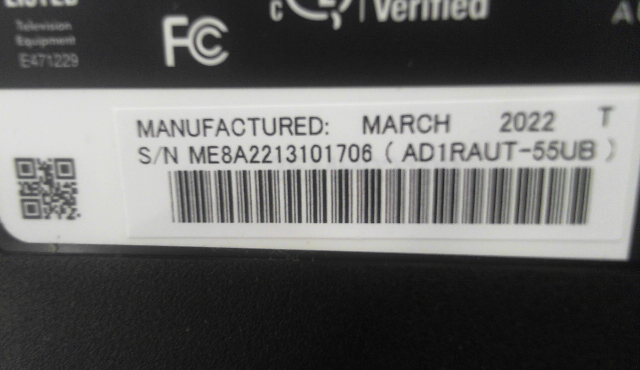 LISTED
Television
Equipment
E471229
FC
Verified
MANUFACTURED: MARCH 2022 T
S/N ME8A2213101706 ( AD1RAUT-55UB )